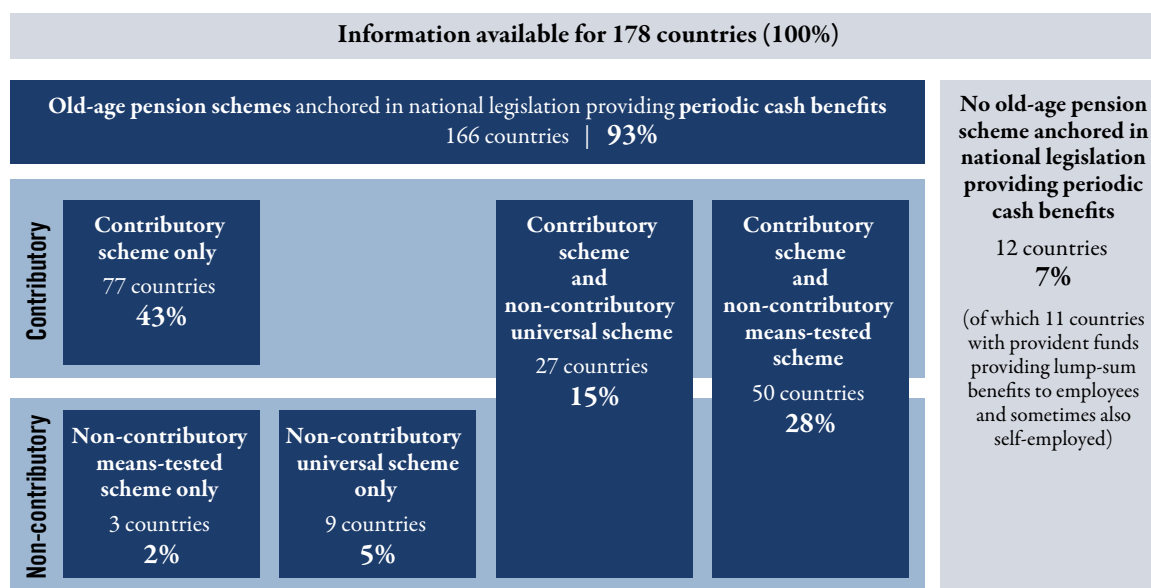 Information available for 178 countries (100%)
Old-age pension schemes anchored in national legislation providing periodic cash benefits
166 countries | 93%
No old-age pension
scheme anchored in
national legislation
providing periodic
cash benefits
12 countries
7%
(of which 11 countries
with provident funds
providing lump-sum
benefits to employees
and sometimes also
self-employed)
Contributory
Contributory
scheme only
77 countries
43%
Contributory
scheme
and
non-contributory
universal scheme
27 countries
15%
Contributory
scheme
and
non-contributory
means-tested
scheme
50 countries
28%
Non-contributory
Non-contributory
means-tested
scheme only
3 countries
2%
Non-contributory
universal scheme
only
9 countries
5%